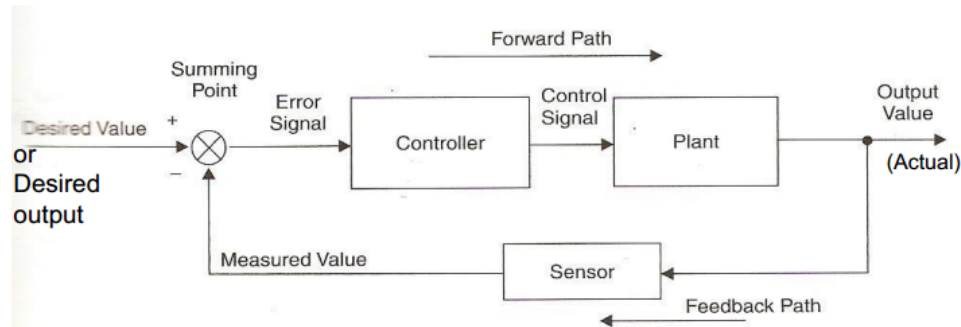 Forward Path
Summing
Point
Error
Signal
Control
Signal
Output
Value
Desired Value
+
Controller
Plant
(Actual)
or
Desired
output
−
Measured Value
Sensor
Feedback Path